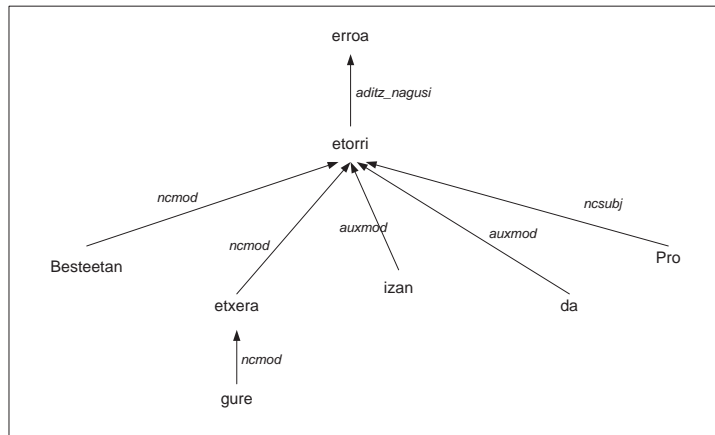 erroa
aditz_nagusi
etorri
ncmod
ncmod
auxmod
auxmod
ncsubj
Besteetan
etxera
izan
da
Pro
ncmod
gure